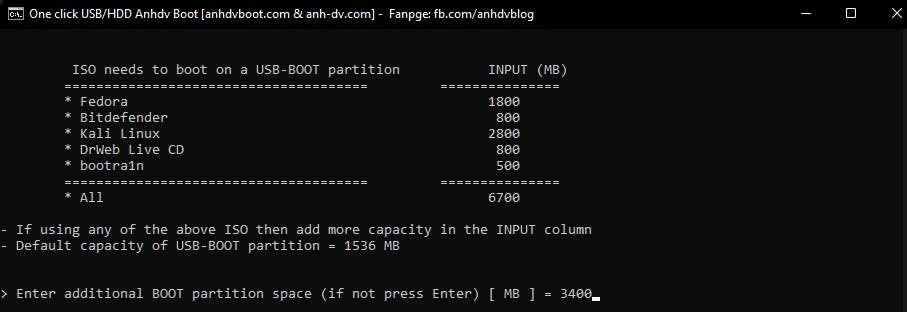 One click USB/HDD Anhdv Boot [anhdvboot.com & anh-dv.com] - Fanpge: fb.com/anhdvblog
ISO needs to boot on a USB-BOOT partition INPUT (MB)
====================================== ===============
* Fedora 1800
* Bitdefender 800
* Kali Linux 2800
* DrWeb Live CD 800
* bootra1n 500
====================================== ===============
* All 6700
- If using any of the above ISO then add more capacity in the INPUT column
- Default capacity of USB-BOOT partition = 1536 MB
> Enter additional BOOT partition space (if not press Enter) [ MB ] = 3400